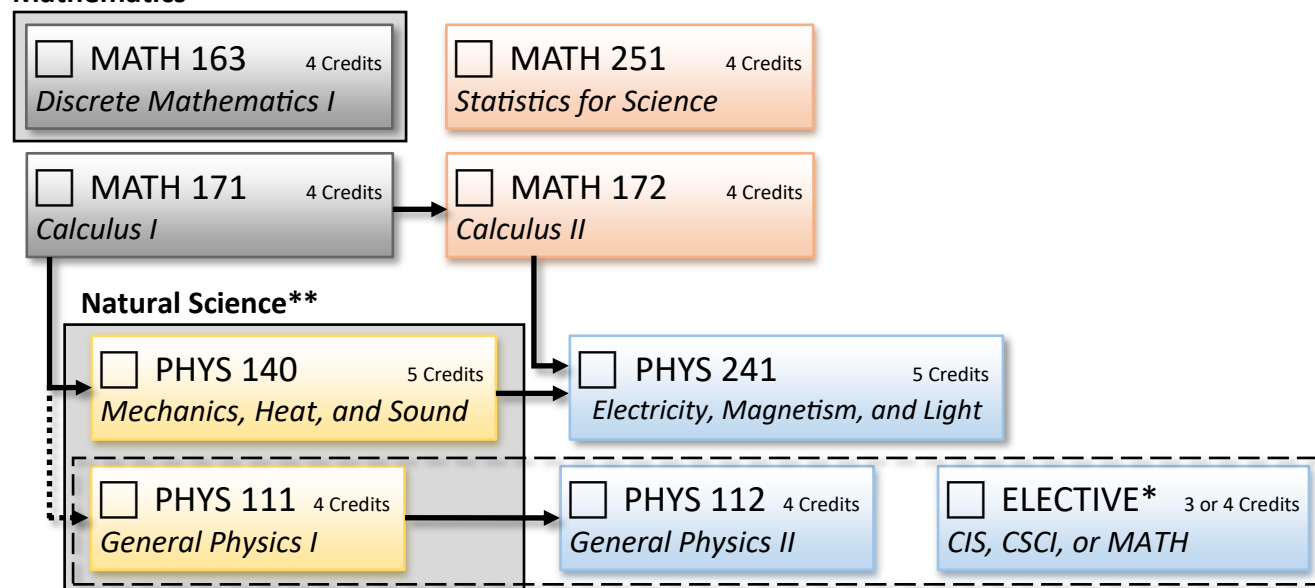 Mathematics
MATH 163 4 Credits
Discrete Mathematics I
MATH 251 4 Credits
Statistics for Science
MATH 171 4 Credits
Calculus I
MATH 172 4 Credits
Calculus II
Natural Science**
PHYS 140 5 Credits
Mechanics, Heat, and Sound
PHYS 241 5 Credits
Electricity, Magnetism, and Light
PHYS 111 4 Credits
General Physics I
PHYS 112 4 Credits
General Physics II
ELECTIVE* 3 or 4 Credits
CIS, CSCI, or MATH